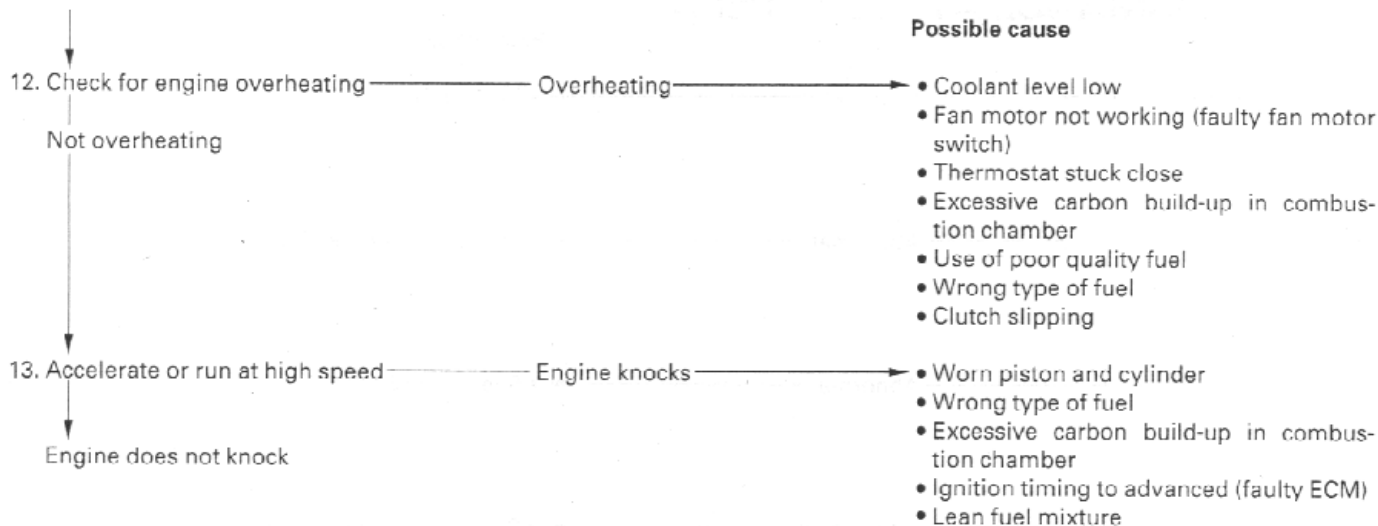 Possible cause
12. Check for engine overheating
Overheating
• Coolant level low
• Fan motor not working (faulty fan motor
switch)
• Thermostat stuck close
• Excessive carbon build-up in combus-
tion chamber
• Use of poor quality fuel
• Wrong type of fuel
• Clutch slipping
Not overheating
13. Accelerate or run at high speed
Engine knocks
• Worn piston and cylinder
• Wrong type of fuel
• Excessive carbon build-up in combus-
tion chamber
• Ignition timing to advanced (faulty ECM)
• Lean fuel mixture
Engine does not knock